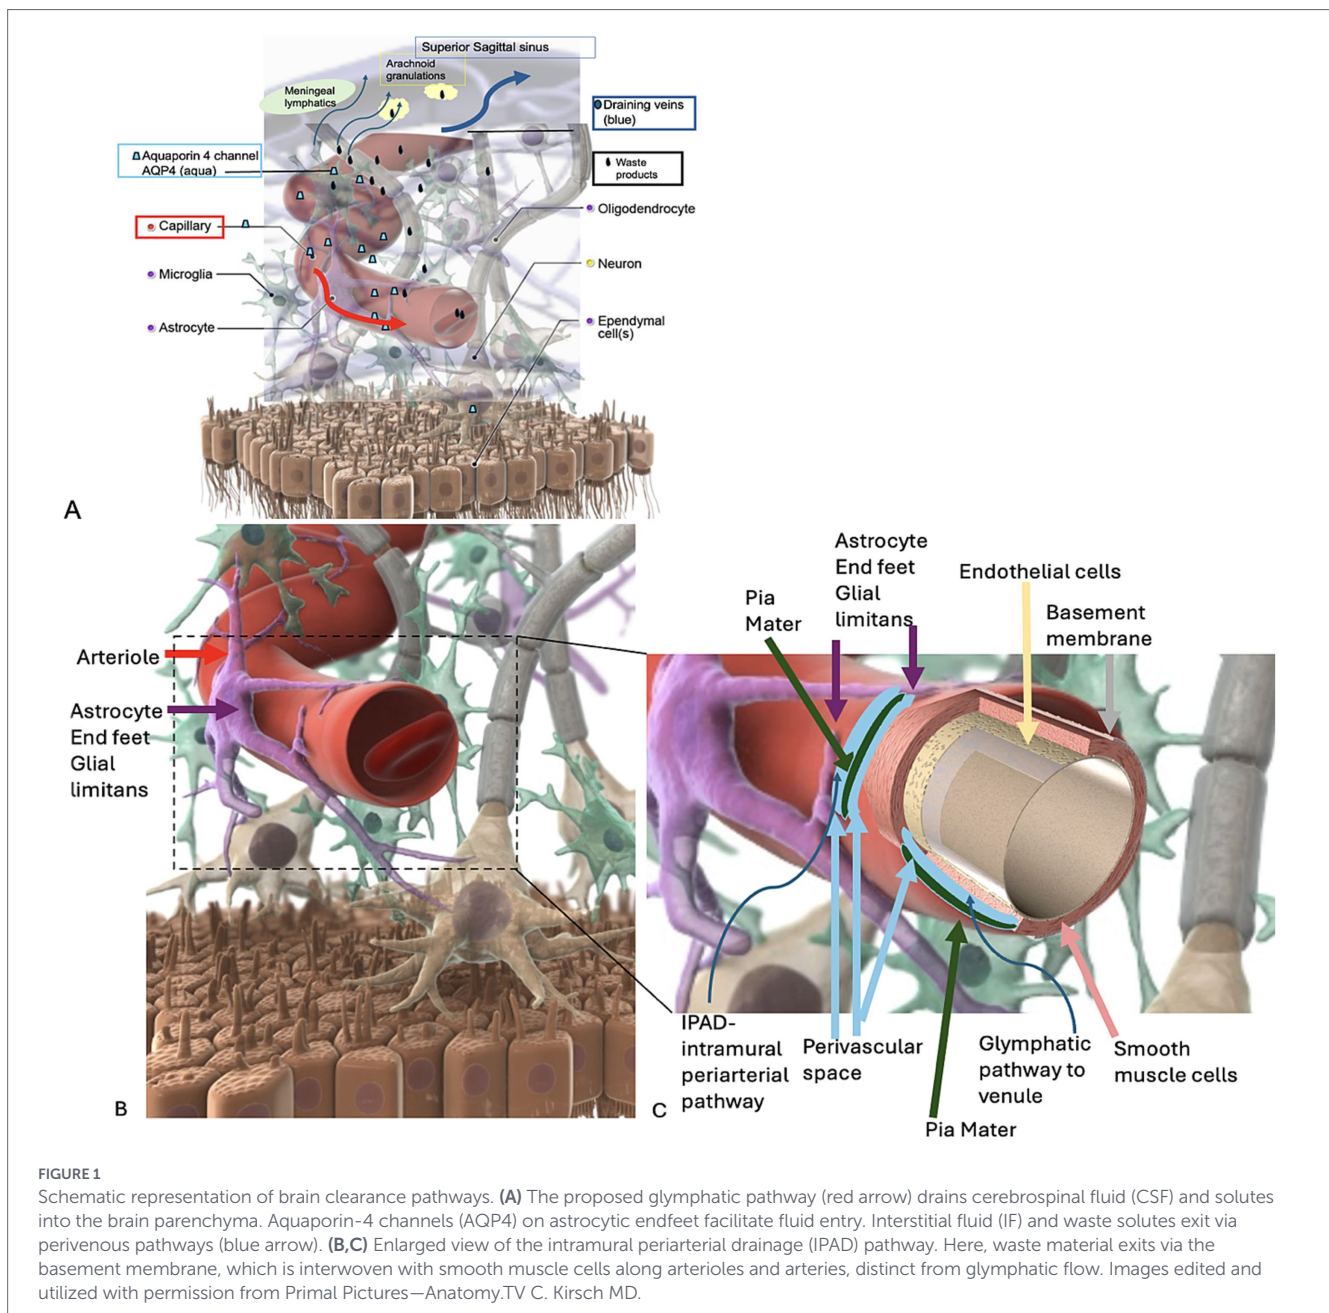 Superior Sagittal sinus
Arachnoid
granulations
Meningeal
lymphatics
Draining veins
(blue)
Aquaporin 4 channel
AQP4 (aqua)
Waste
products
Capillary
Oligodendrocyte
Microglia
Neuron
Astrocyte
Ependymal
cell(s)
A
Arteriole
Astrocyte
End feet
Glial
limitans
B
Astrocyte
End feet
Glial
limitans
Endothelial cells
Pia
Mater
Basement
membrane
IPAD-
intramural
periarterial
pathway
Perivascular
space
Glymphatic
pathway to
venule
Smooth
muscle cells
Pia Mater
C
FIGURE 1
Schematic representation of brain clearance pathways. (A) The proposed glymphatic pathway (red arrow) drains cerebrospinal fluid (CSF) and solutes
into the brain parenchyma. Aquaporin-4 channels (AQP4) on astrocytic endfeet facilitate fluid entry. Interstitial fluid (IF) and waste solutes exit via
perivenous pathways (blue arrow). (B,C) Enlarged view of the intramural periarterial drainage (IPAD) pathway. Here, waste material exits via the
basement membrane, which is interwoven with smooth muscle cells along arterioles and arteries, distinct from glymphatic flow. Images edited and
utilized with permission from Primal Pictures—Anatomy.TV C. Kirsch MD.